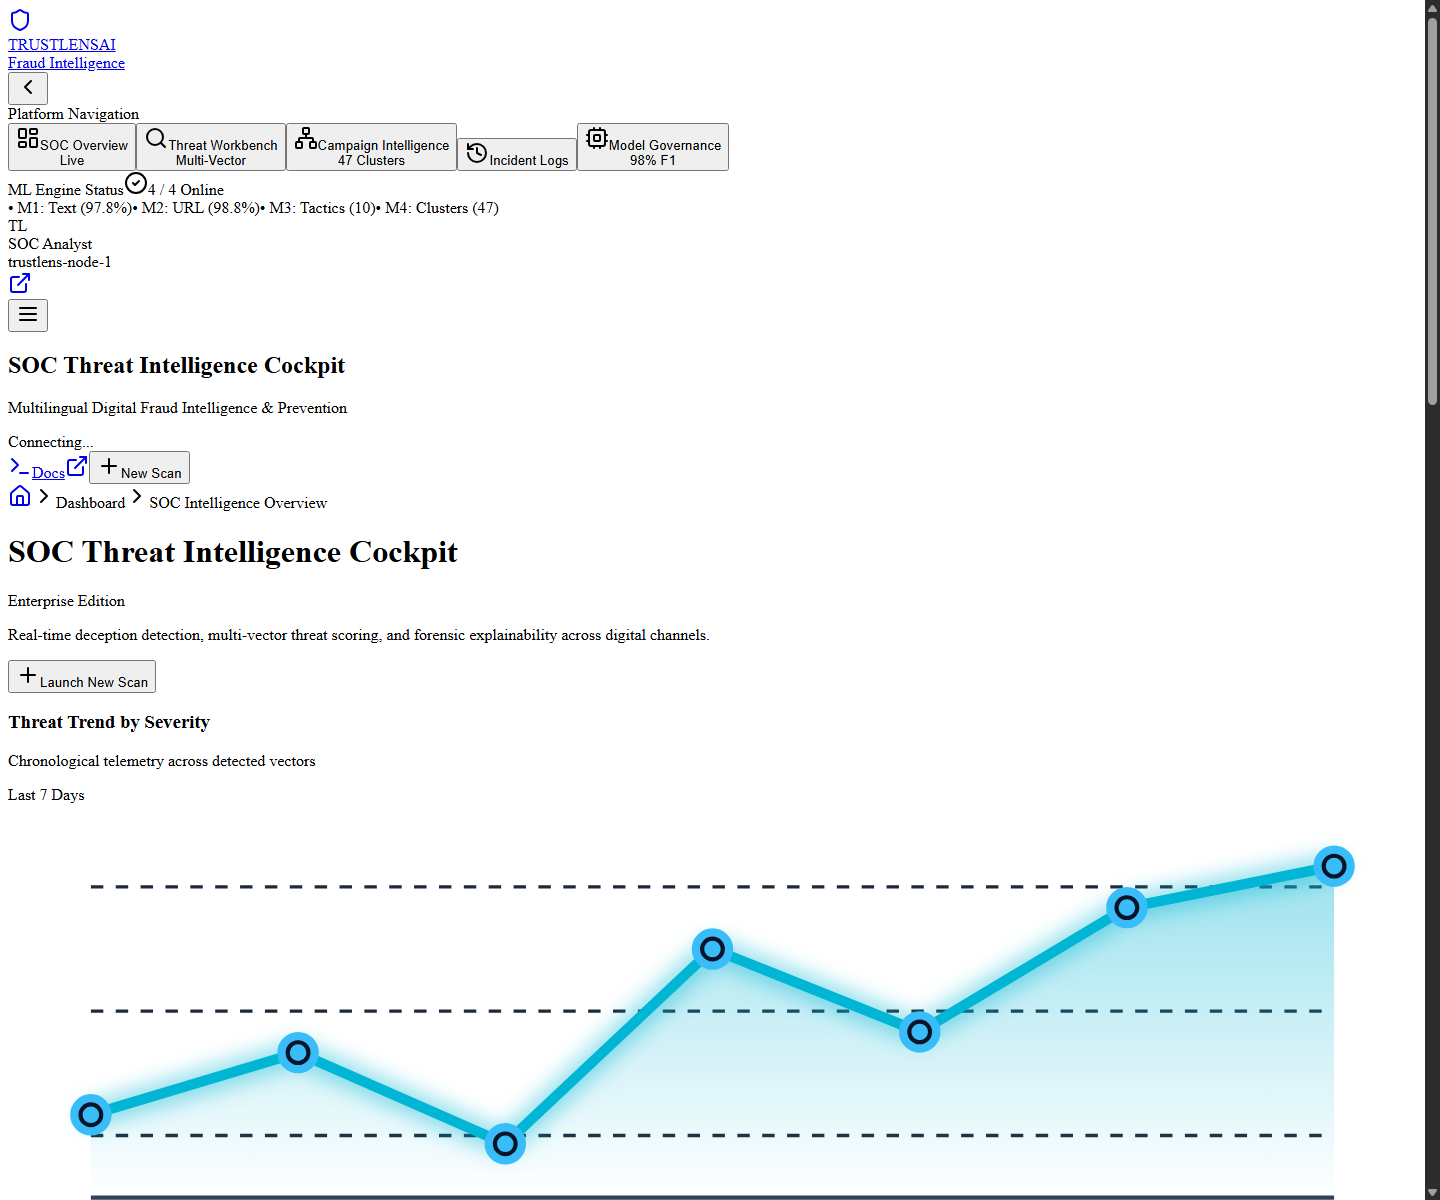 TRUSTLENSAI
Fraud Intelligence
Platform Navigation
SOC Overview
Live
Threat Workbench
Multi-Vector
Campaign Intelligence
47 Clusters
Incident Logs
Model Governance
98% F1
ML Engine Status 4 / 4 Online
• M1: Text (97.8%)• M2: URL (98.8%)• M3: Tactics (10)• M4: Clusters (47)
TL
SOC Analyst
trustlens-node-1
SOC Threat Intelligence Cockpit
Multilingual Digital Fraud Intelligence & Prevention
Connecting...
Docs New Scan
Dashboard SOC Intelligence Overview
SOC Threat Intelligence Cockpit
Enterprise Edition
Real-time deception detection, multi-vector threat scoring, and forensic explainability across digital channels.
Launch New Scan
Threat Trend by Severity
Chronological telemetry across detected vectors
Last 7 Days